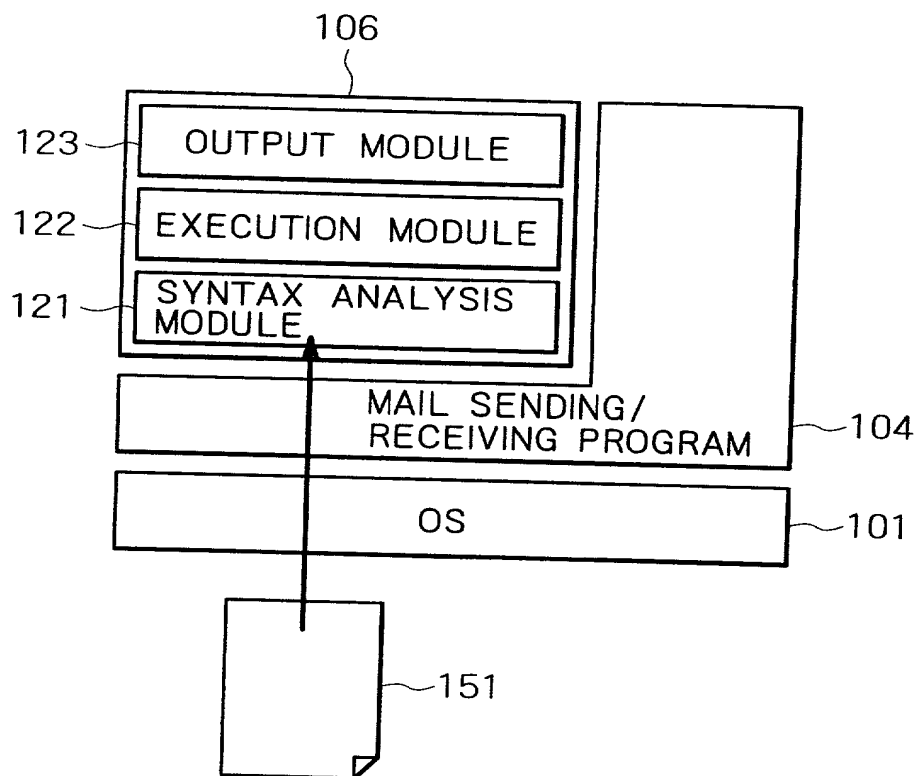 106
123
OUTPUT MODULE
122
EXECUTION MODULE
121
SYNTAX ANALYSIS
MODULE
MAIL SENDING/
RECEIVING PROGRAM
104
OS
101
151